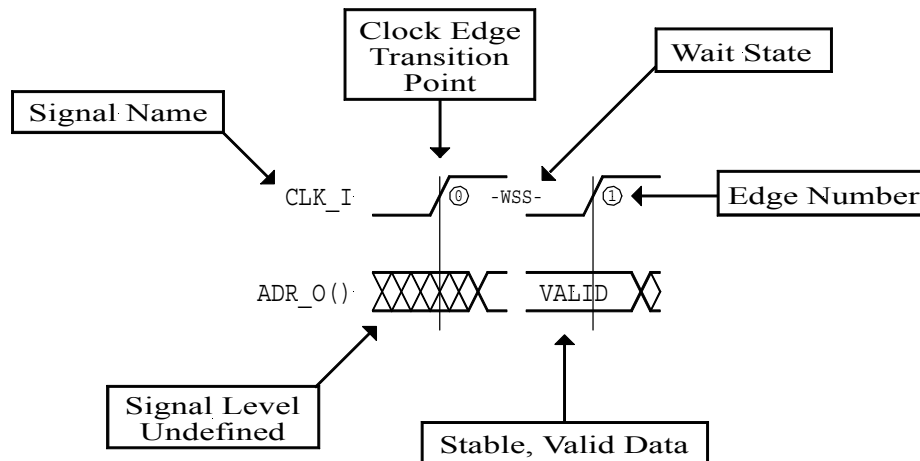 Clock Edge
Transition
Point
Wait State
Signal Name
CLK_I
0
-WSS-
1
Edge Number
ADR_O()
VALID
Signal Level
Undefined
Stable, Valid Data